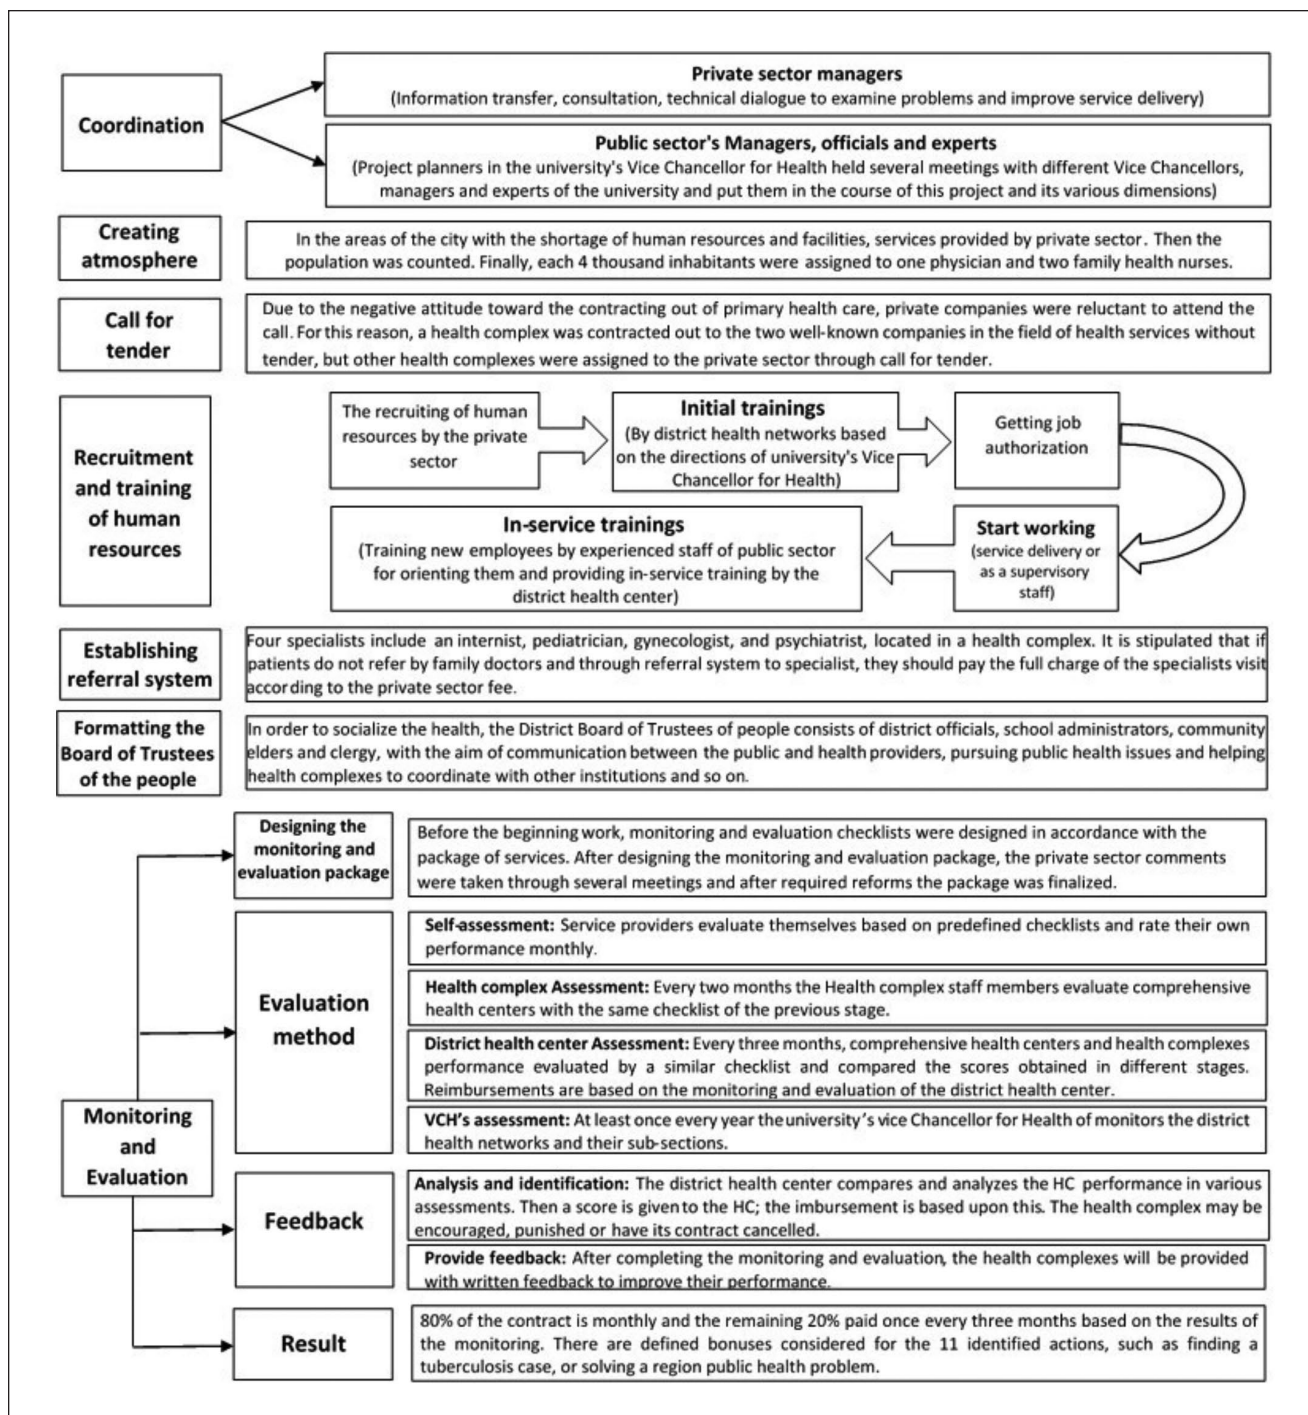 Coordination
Private sector managers
(Information transfer, consultation, technical dialogue to examine problems and improve service delivery)
Public sector's Managers, officials and experts
(Project planners in the university's Vice Chancellor for Health held several meetings with different Vice Chancellors,
managers and experts of the university and put them in the course of this project and its various dimensions)
Creating
atmosphere
In the areas of the city with the shortage of human resources and facilities, services provided by private sector. Then the
population was counted. Finally, each 4 thousand inhabitants were assigned to one physician and two family health nurses.
Call for
tender
Due to the negative attitude toward the contracting out of primary health care, private companies were reluctant to attend the
call. For this reason, a health complex was contracted out to the two well-known companies in the field of health services without
tender, but other health complexes were assigned to the private sector through call for tender.
Recruitment
and training
of human
resources
The recruiting of human
resources by the private
sector
Initial trainings
(By district health networks based
on the directions of university's Vice
Chancellor for Health)
Getting job
authorization
Start working
(service delivery or
as a supervisory
staff)
In-service trainings
(Training new employees by experienced staff of public sector
for orienting them and providing in-service training by the
district health center)
Establishing
referral system
Four specialists include an internist, pediatrician, gynecologist, and psychiatrist, located in a health complex. It is stipulated that if
patients do not refer by family doctors and through referral system to specialist, they should pay the full charge of the specialists visit
according to the private sector fee.
Formatting the
Board of Trustees
of the people
In order to socialize the health, the District Board of Trustees of people consists of district officials, school administrators, community
elders and clergy, with the aim of communication between the public and health providers, pursuing public health issues and helping
health complexes to coordinate with other institutions and so on.
Monitoring
and
Evaluation
Designing the
monitoring and
evaluation package
Before the beginning work, monitoring and evaluation checklists were designed in accordance with the
package of services. After designing the monitoring and evaluation package, the private sector comments
were taken through several meetings and after required reforms the package was finalized.
Evaluation
method
Self-assessment: Service providers evaluate themselves based on predefined checklists and rate their own
performance monthly.
Health complex Assessment: Every two months the Health complex staff members evaluate comprehensive
health centers with the same checklist of the previous stage.
District health center Assessment: Every three months, comprehensive health centers and health complexes
performance evaluated by a similar checklist and compared the scores obtained in different stages.
Reimbursements are based on the monitoring and evaluation of the district health center.
VCH's assessment: At least once every year the university's vice Chancellor for Health of monitors the district
health networks and their sub-sections.
Feedback
Analysis and identification: The district health center compares and analyzes the HC performance in various
assessments. Then a score is given to the HC; the imbursement is based upon this. The health complex may be
encouraged, punished or have its contract cancelled.
Provide feedback: After completing the monitoring and evaluation, the health complexes will be provided
with written feedback to improve their performance.
Result
80% of the contract is monthly and the remaining 20% paid once every three months based on the results of
the monitoring. There are defined bonuses considered for the 11 identified actions, such as finding a
tuberculosis case, or solving a region public health problem.